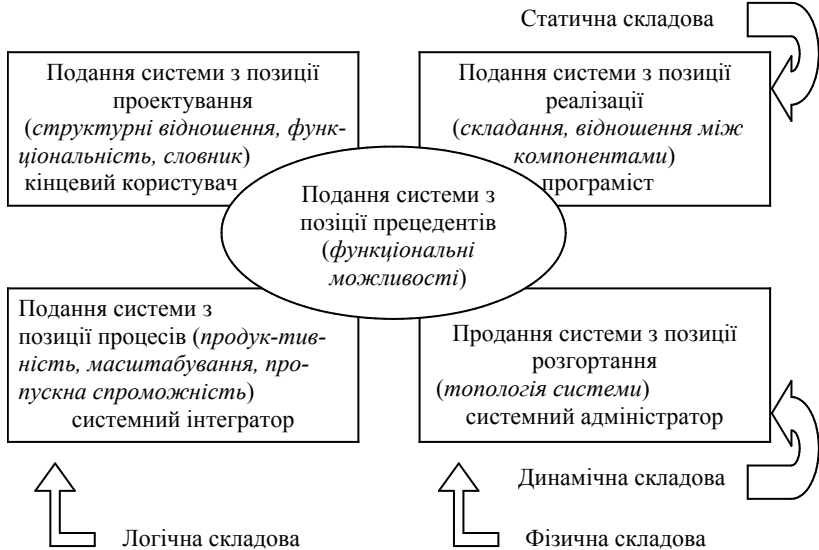 Статична складова
Подання системи з позиції
проектування
(структурні відношення, функ-
ціональність, словник)
кінцевий користувач
Подання системи з позиції
реалізації
(складання, відношення між
компонентами)
програміст
Подання системи з
позіції прецедентів
(функціональні
можливості)
Подання системи з
позиції процесів (продук-тив-
ність, масштабування, про-
пускна спроможність)
системний інтегратор
Продання системи з позиції
розгортання
(топологія системи)
системний адміністратор
Динамічна складова
Логічна складова
Фізична складова